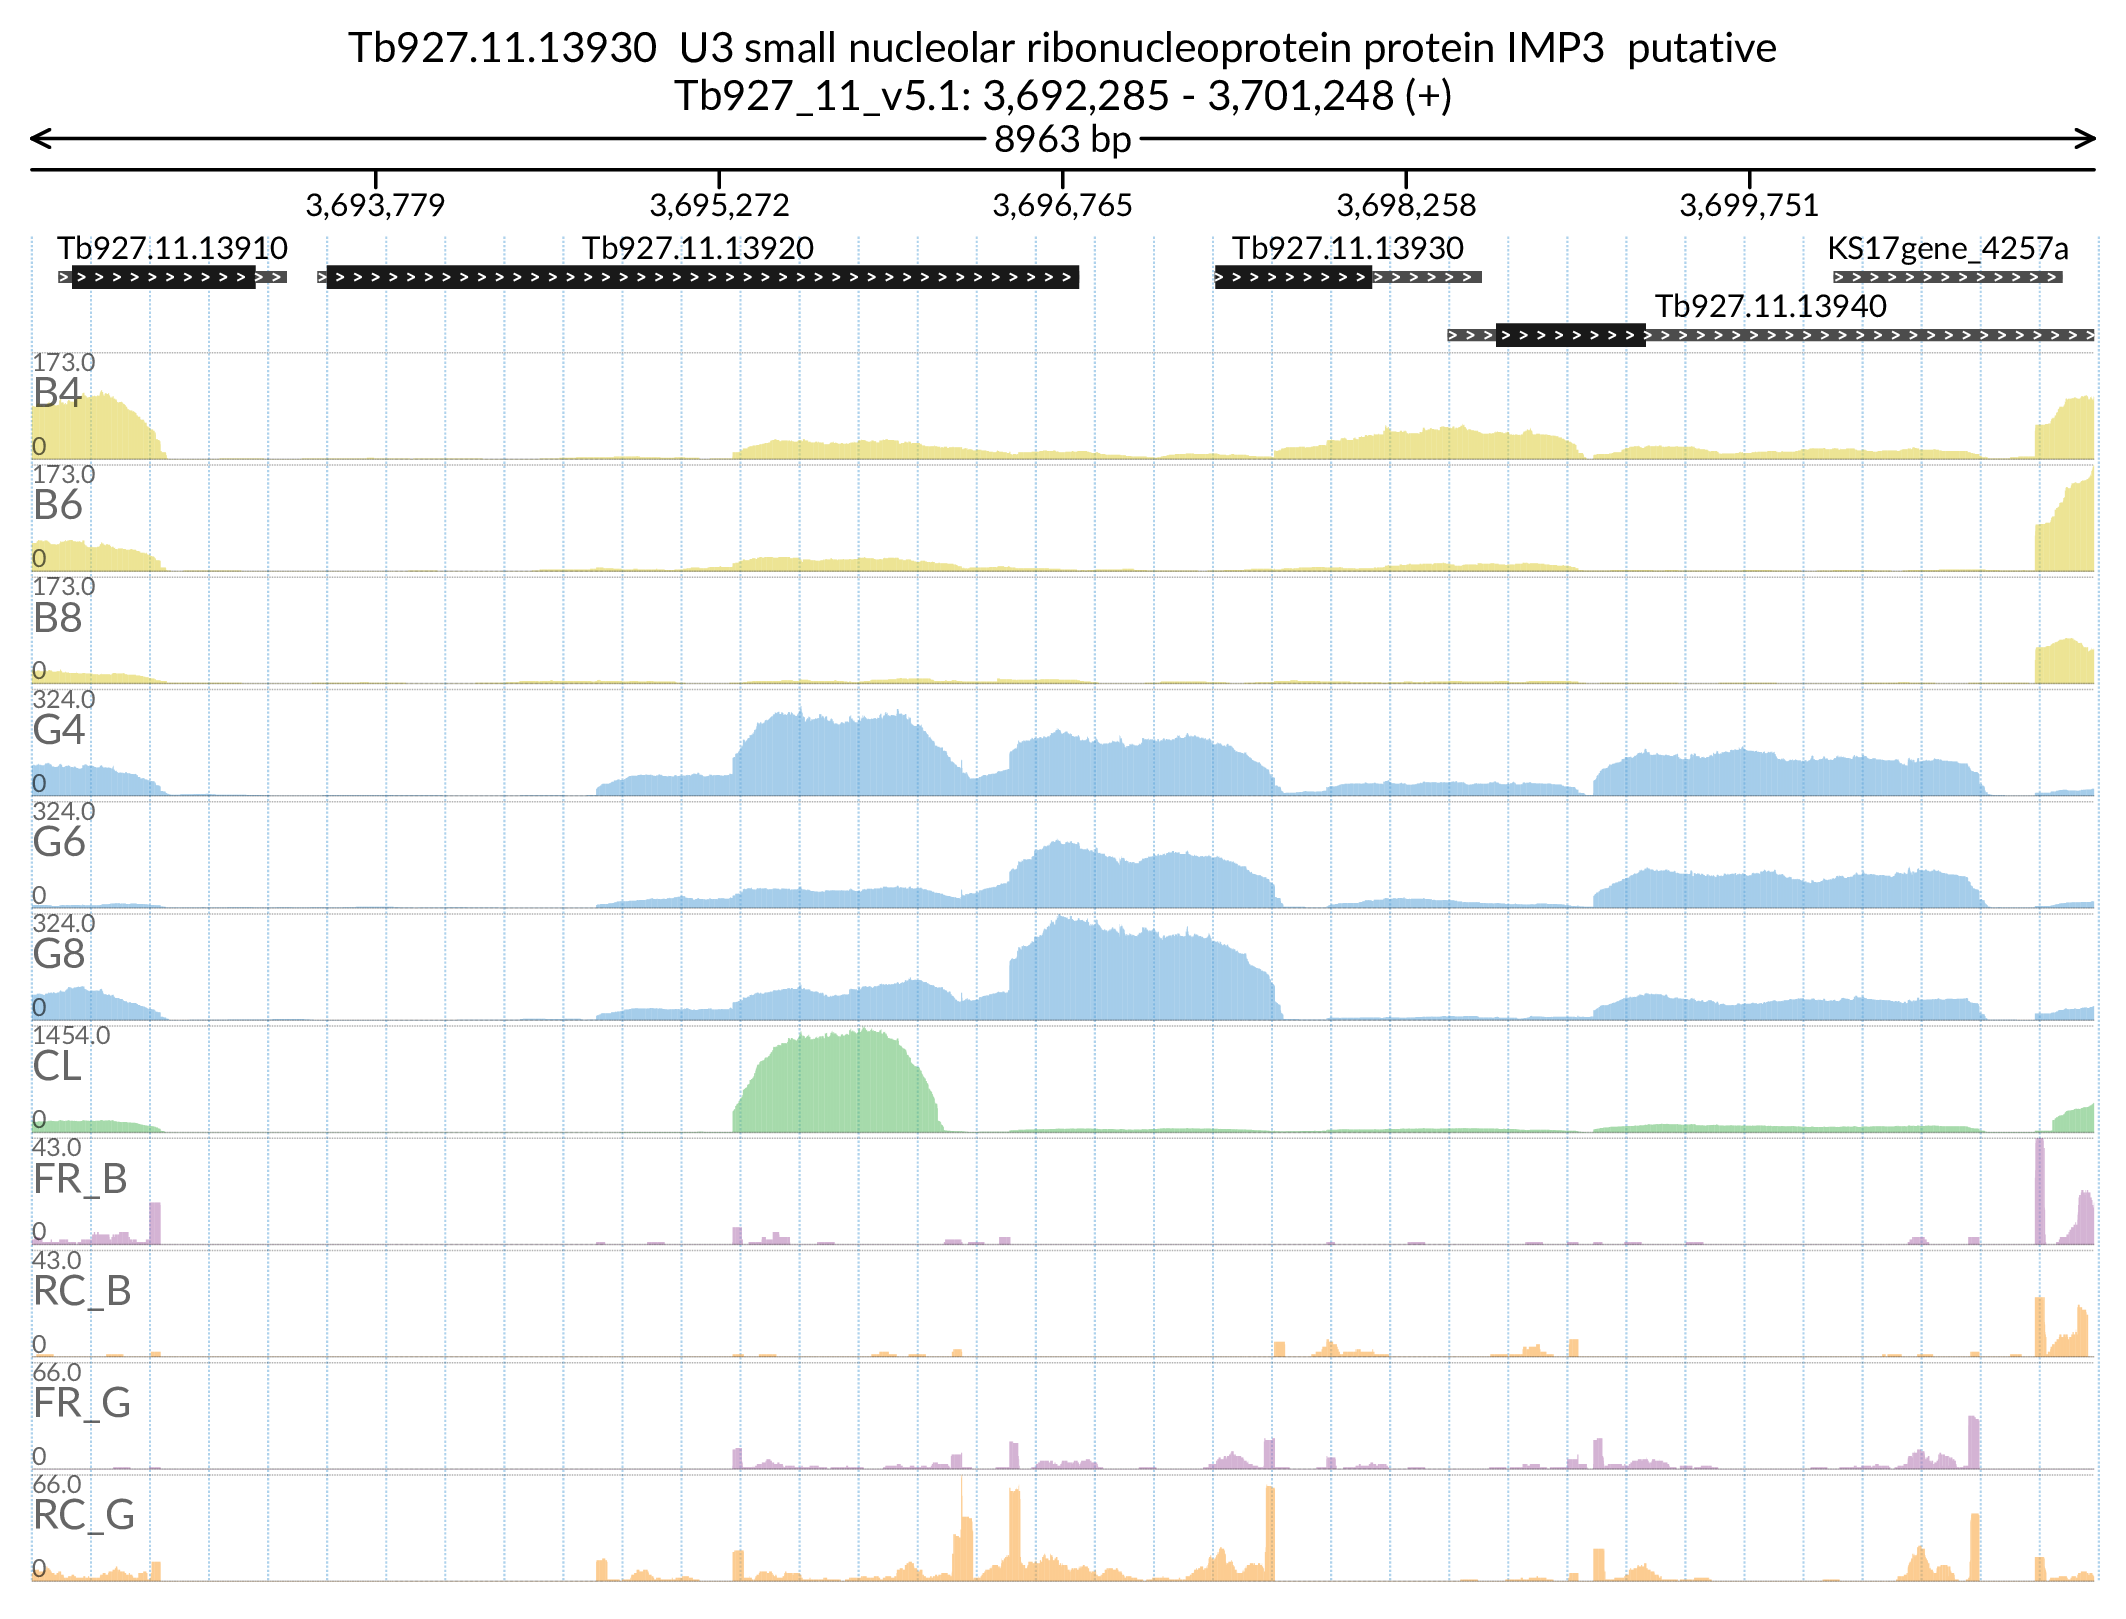 Tb927.11.13930  U3 small nucleolar ribonucleoprotein protein IMP3  putative
Tb927_11_v5.1: 3,692,285 - 3,701,248 (+)
8963 bp
3,693,779 3,695,272 3,696,765 3,698,258 3,699,751
Tb927.11.13910 Tb927.11.13920 Tb927.11.13930 KS17gene_4257a
Tb927.11.13940
173.0
B4
0
173.0
B6
0
173.0
B8
0
324.0
G4
0
324.0
G6
0
324.0
G8
0
1454.0
CL
0
43.0
FR_B
0
43.0
RC_B
0
66.0
FR_G
0
66.0
RC_G
0